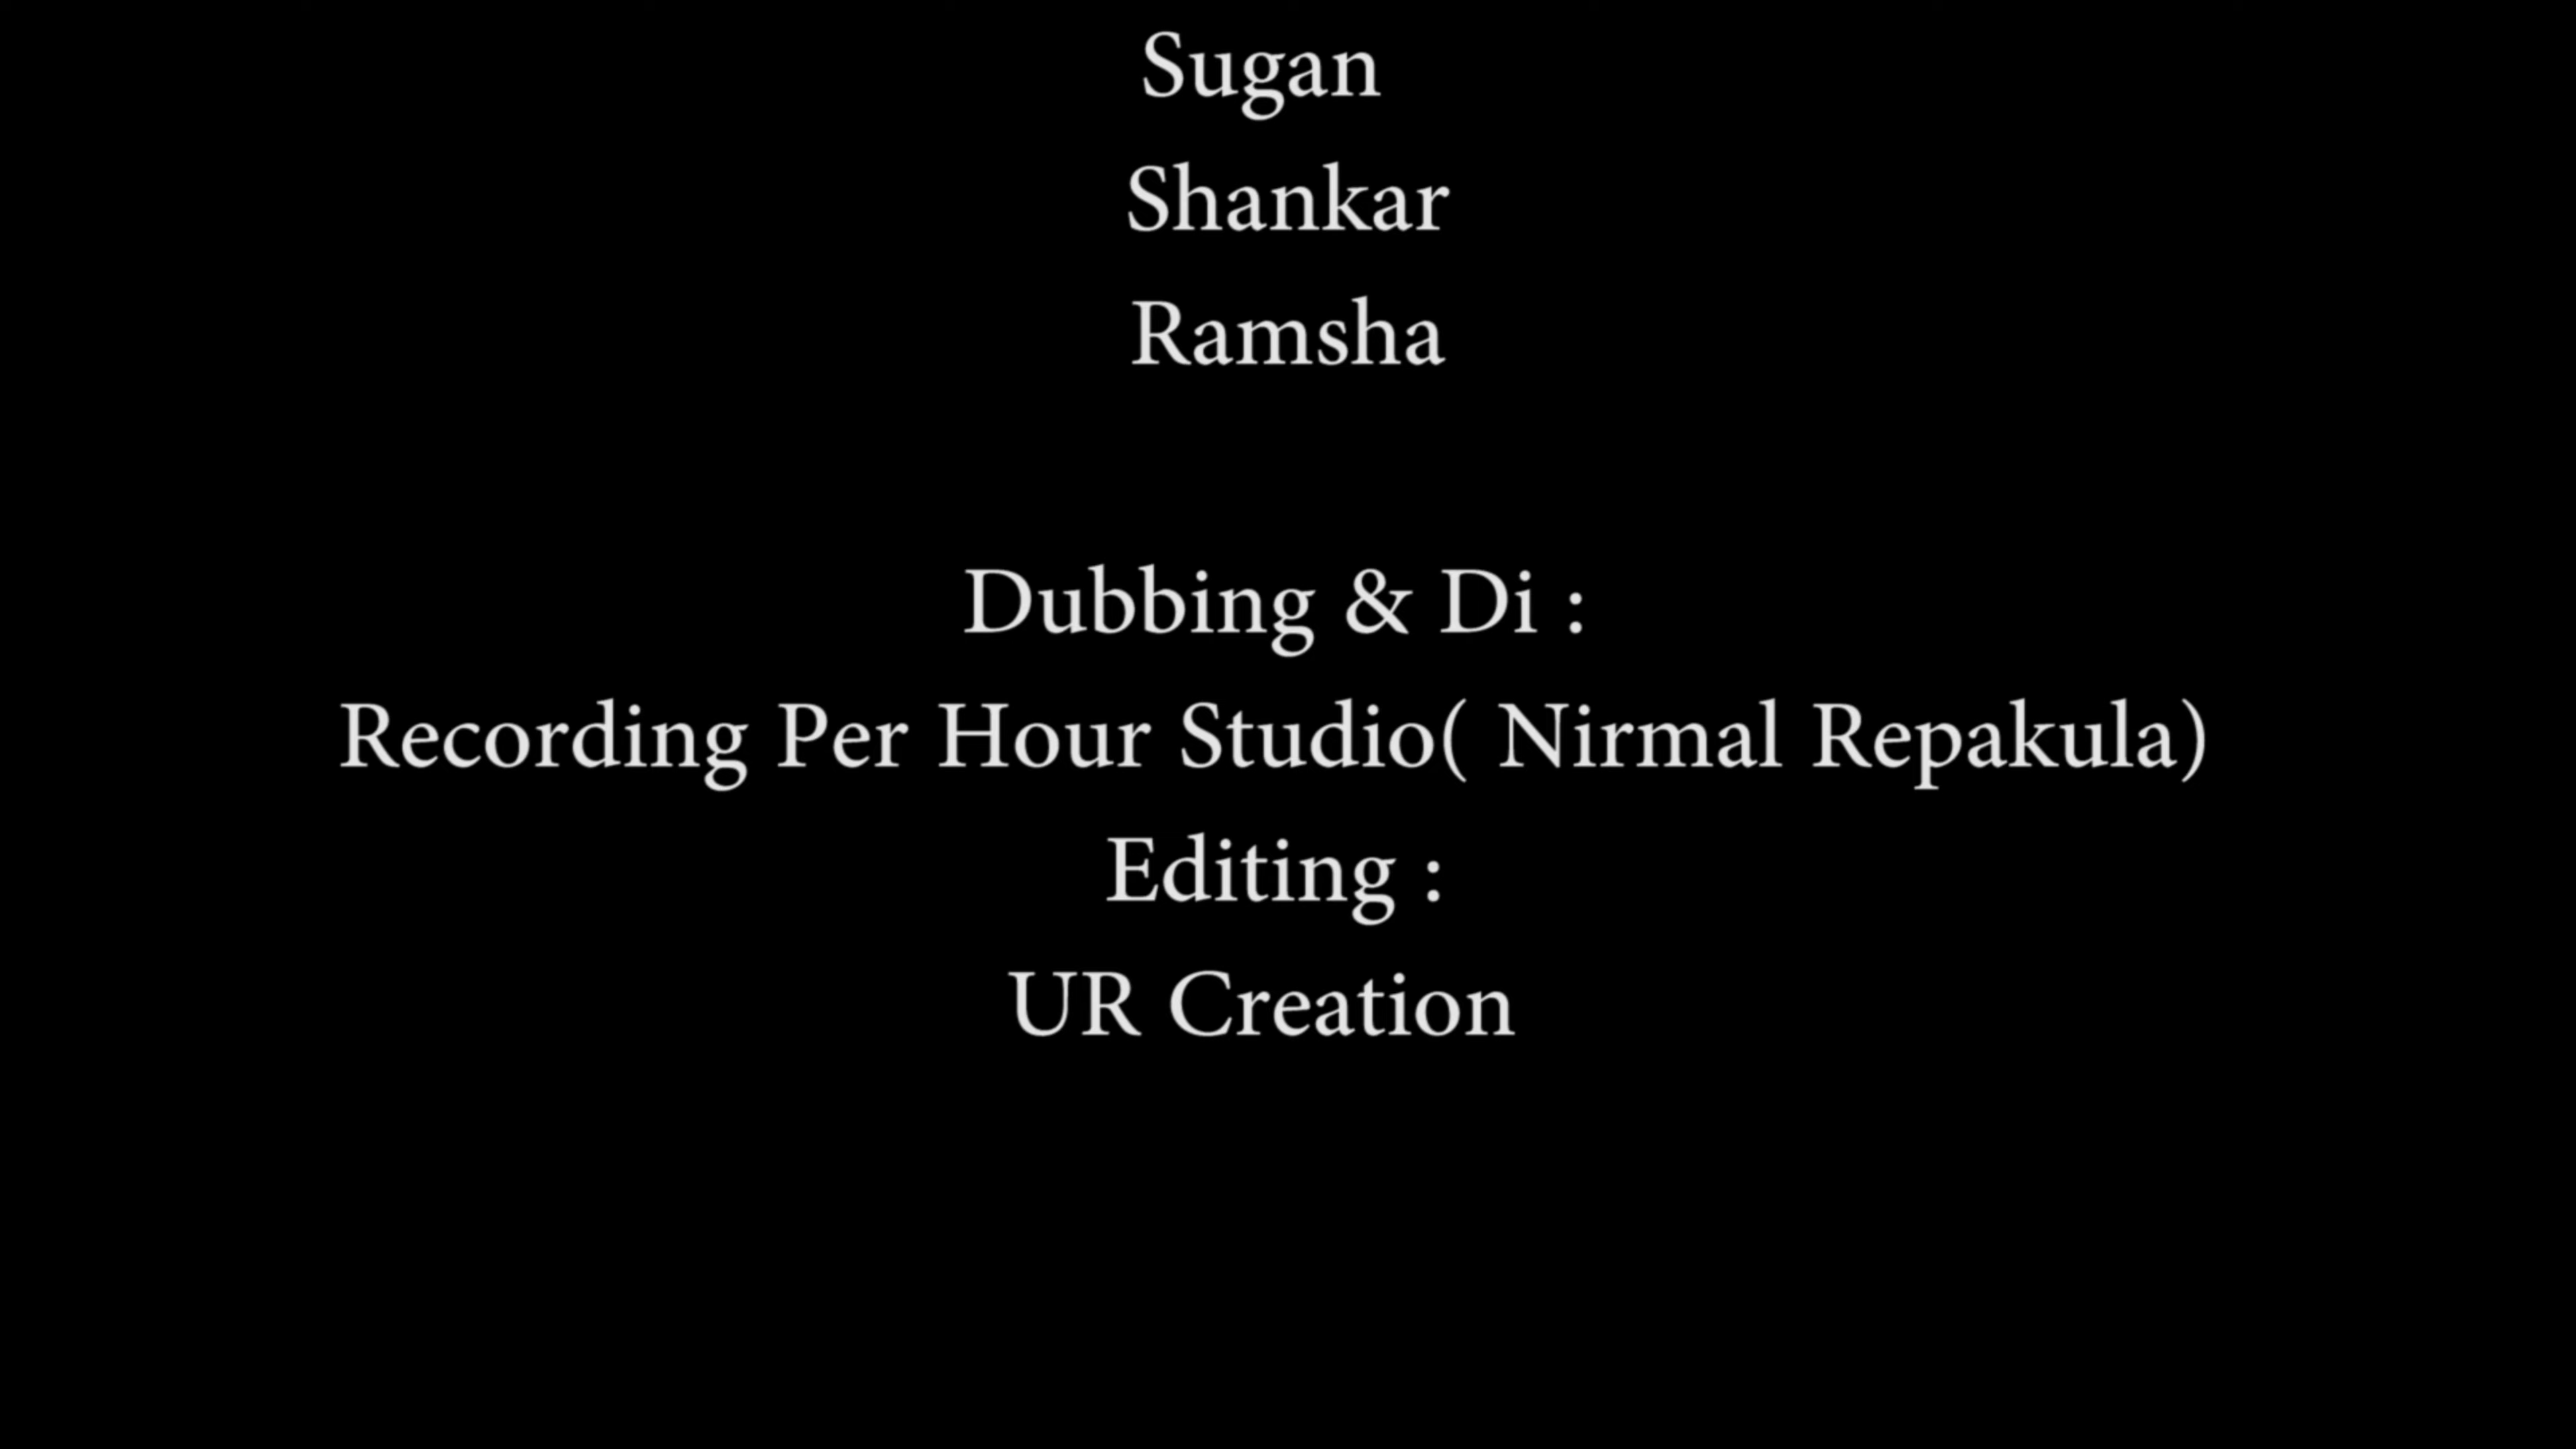 Sugan
Shankar
Ramsha
Dubbing & Di :
Recording Per Hour Studio( Nirmal Repakula)
Editing :
UR Creation